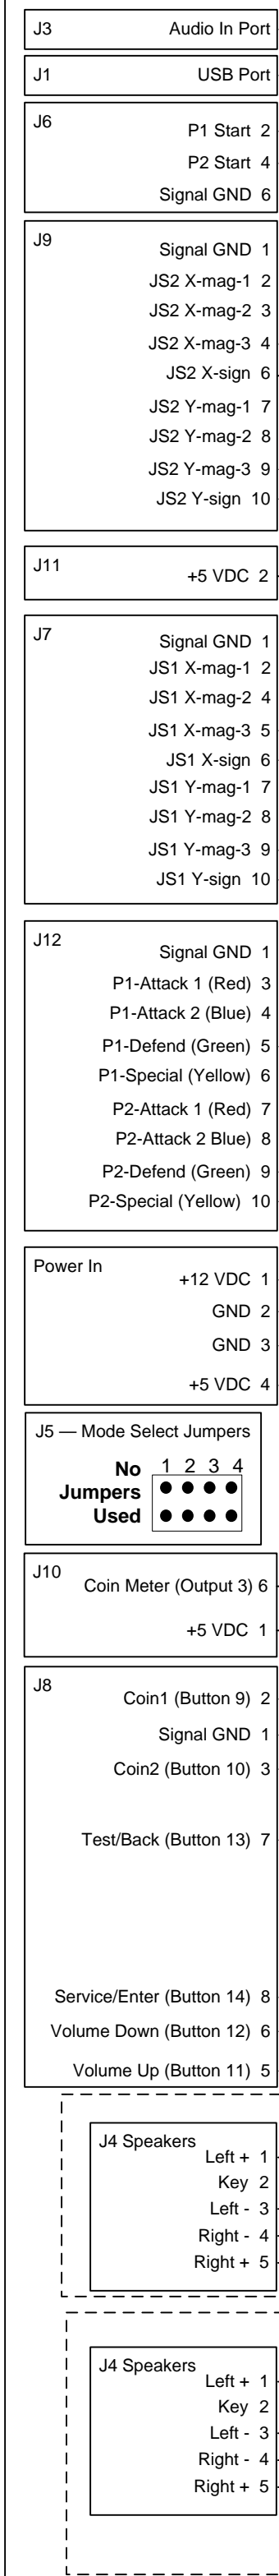 J3 Audio In Port
J1 USB Port
J6
P1 Start 2
P2 Start 4
Signal GND 6
J9
Signal GND 1
JS2 X-mag-1 2
JS2 X-mag-2 3
JS2 X-mag-3 4
JS2 X-sign 6
JS2 Y-mag-1 7
JS2 Y-mag-2 8
JS2 Y-mag-3 9
JS2 Y-sign 10
J11
+5 VDC 2
J7
Signal GND 1
JS1 X-mag-1 2
JS1 X-mag-2 4
JS1 X-mag-3 5
JS1 X-sign 6
JS1 Y-mag-1 7
JS1 Y-mag-2 8
JS1 Y-mag-3 9
JS1 Y-sign 10
J12
Signal GND 1
P1-Attack 1 (Red) 3
P1-Attack 2 (Blue) 4
P1-Defend (Green) 5
P1-Special (Yellow) 6
P2-Attack 1 (Red) 7
P2-Attack 2 Blue) 8
P2-Defend (Green) 9
P2-Special (Yellow) 10
Power In
+12 VDC 1
GND 2
GND 3
+5 VDC 4
J5 — Mode Select Jumpers
No 1 2 3 4
Jumpers
Used
J10
Coin Meter (Output 3) 6
+5 VDC 1
J8
Coin1 (Button 9) 2
Signal GND 1
Coin2 (Button 10) 3
Test/Back (Button 13) 7
Service/Enter (Button 14) 8
Volume Down (Button 12) 6
Volume Up (Button 11) 5
J4 Speakers
Left + 1
Key 2
Left - 3
Right - 4
Right + 5
J4 Speakers
Left + 1
Key 2
Left - 3
Right - 4
Right + 5